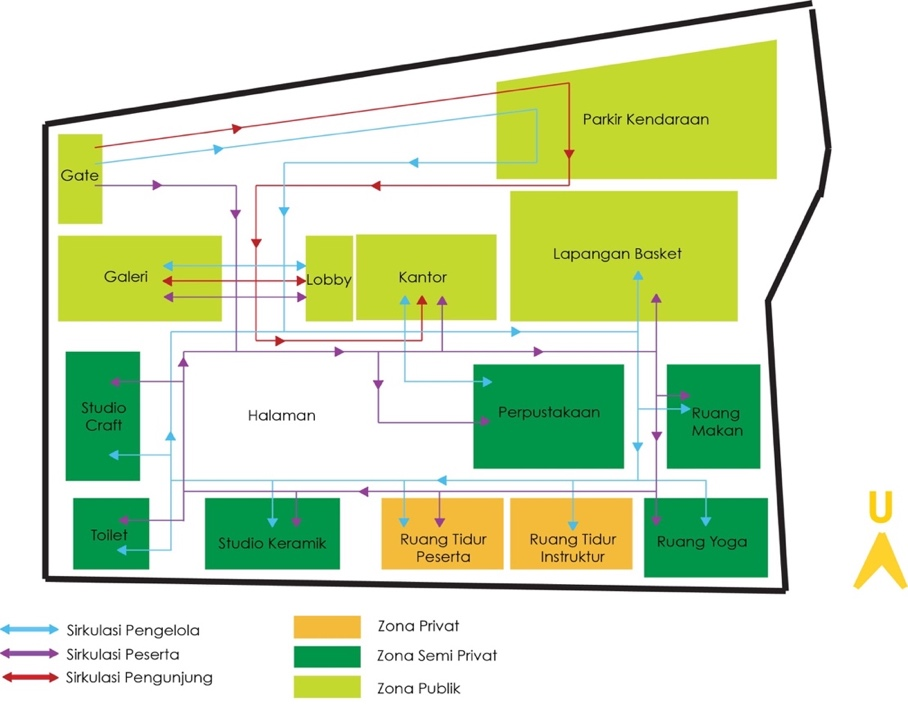 Parkir Kendaraan
Gate
Galeri
Lobby
Kantor
Lapangan Basket
Studio
Craft
Halaman
Perpustakaan
Ruang
Makan
Toilet
Studio Keramik
Ruang Tidur
Peserta
Ruang Tidur
Instruktur
Ruang Yoga
U
Sirkulasi Pengelola
Sirkulasi Peserta
Sirkulasi Pengunjung
Zona Privat
Zona Semi Privat
Zona Publik